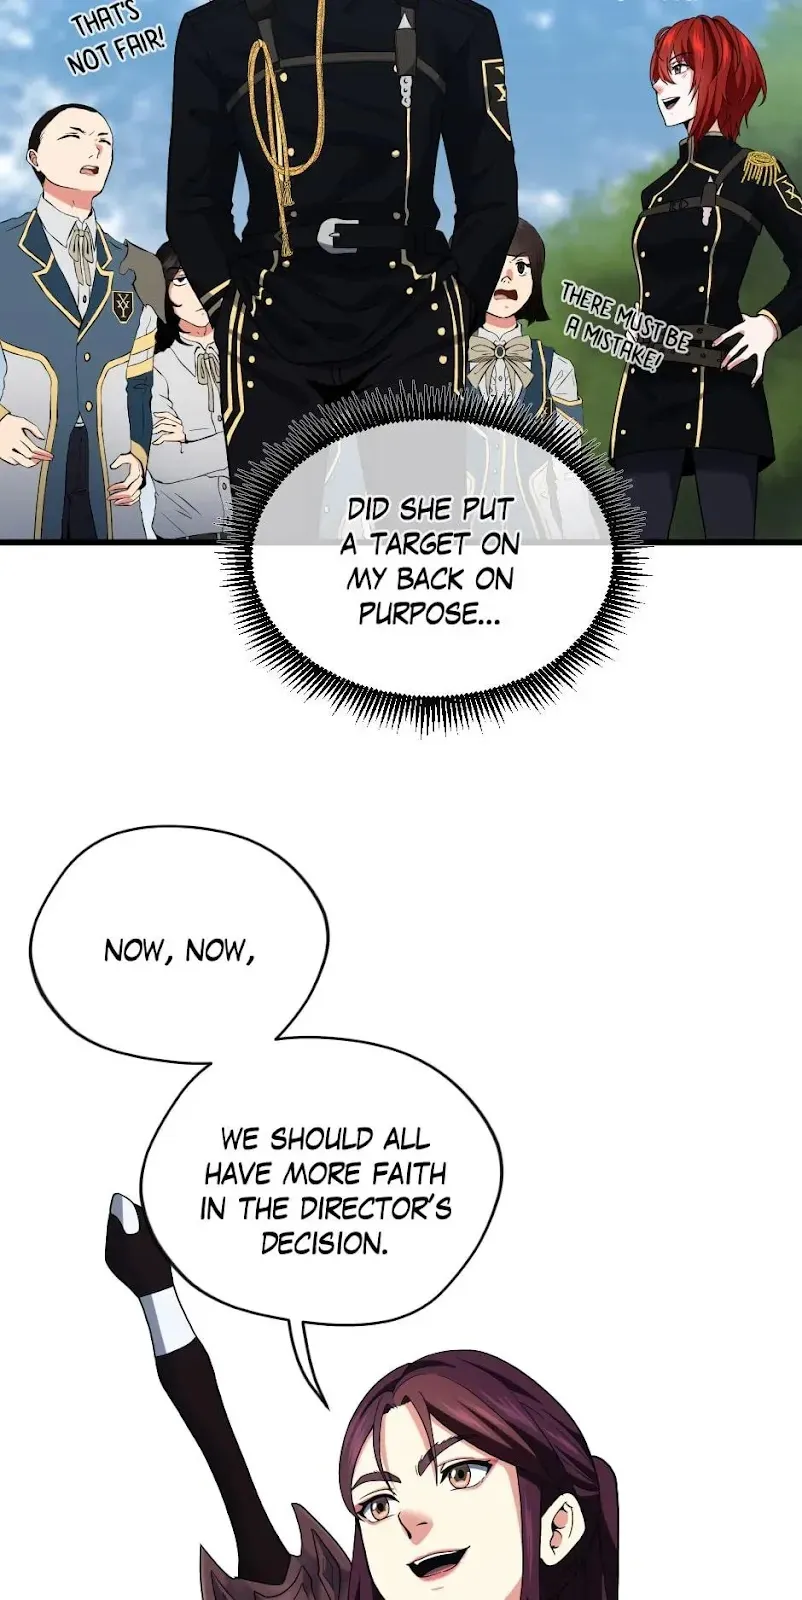 THAT'S
NOT FAIR!
THERE MUST BE
A MISTAKE!
DID SHE PUT
A TARGET ON
MY BACK ON
PURPOSE...
NOW, NOW,
WE SHOULD ALL
HAVE MORE FAITH
IN THE DIRECTOR'S
DECISION.